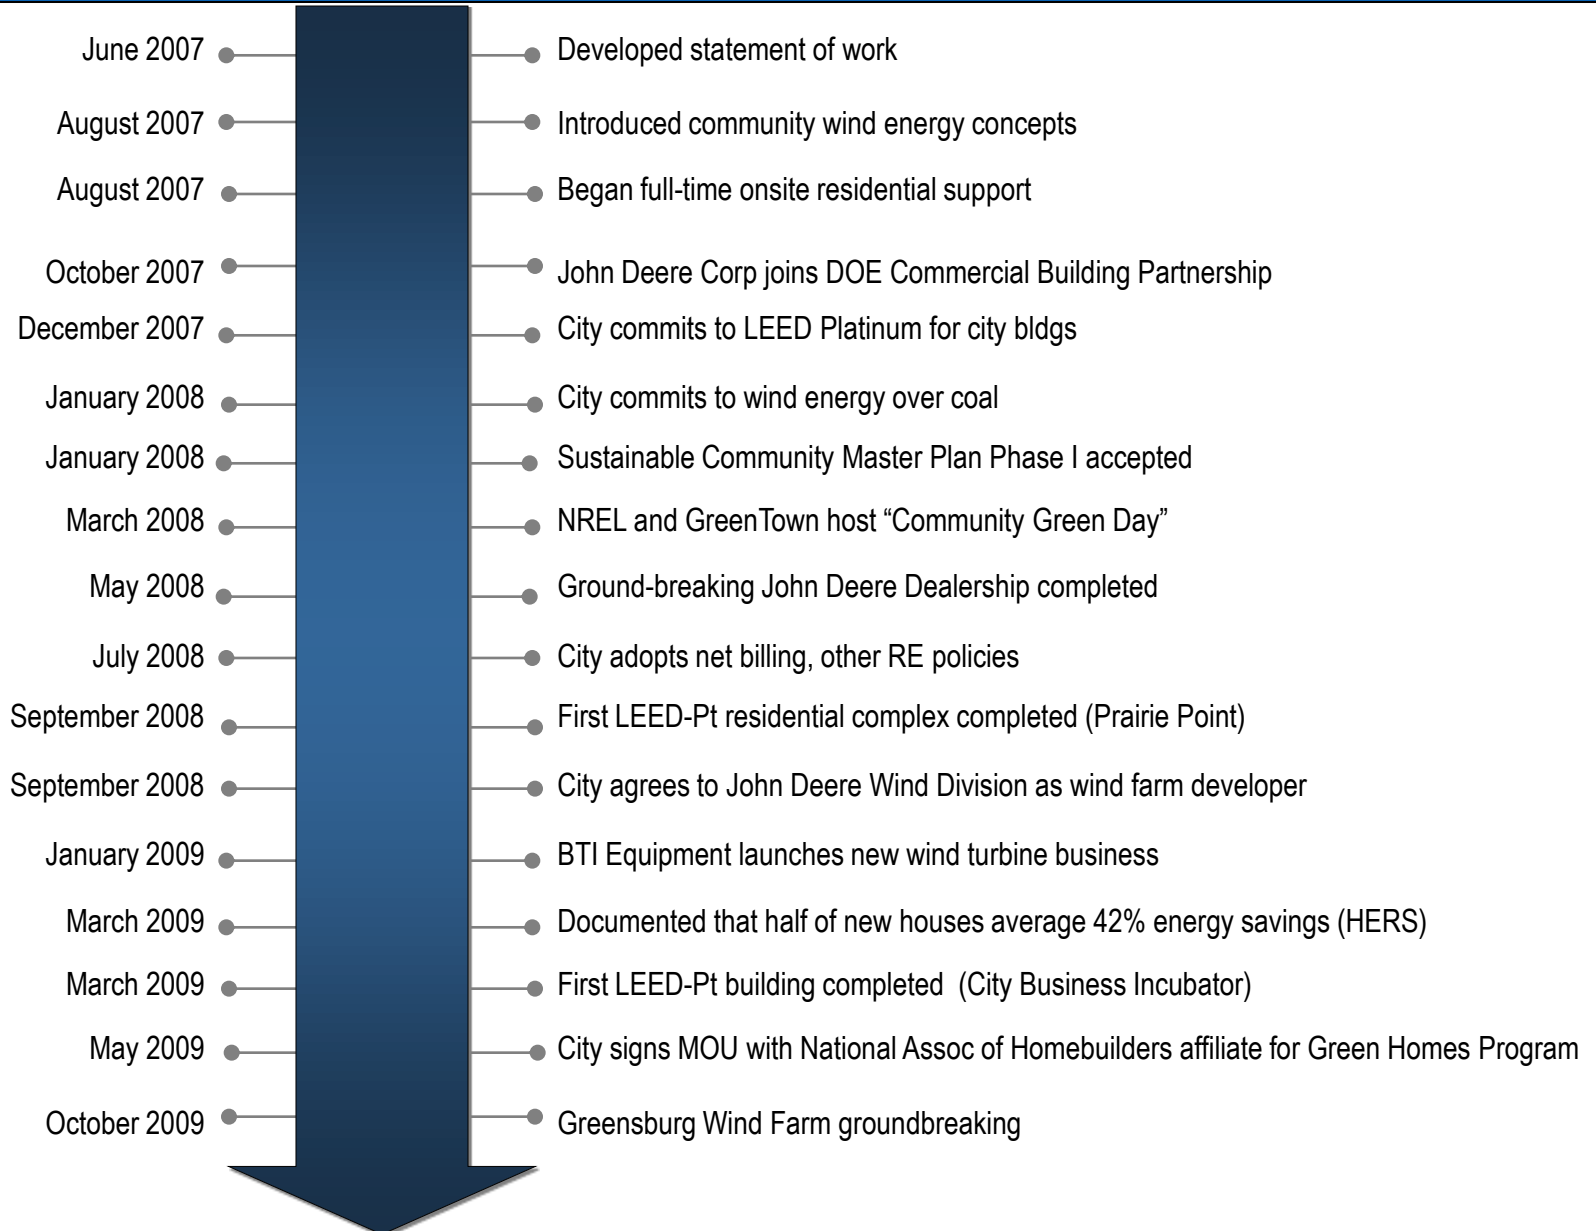 June 2007 Developed statement of work
August 2007 Introduced community wind energy concepts
August 2007 Began full-time onsite residential support
October 2007 John Deere Corp joins DOE Commercial Building Partnership
December 2007 City commits to LEED Platinum for city bldgs
January 2008 City commits to wind energy over coal
January 2008 Sustainable Community Master Plan Phase I accepted
March 2008 NREL and GreenTown host “Community Green Day”
May 2008 Ground-breaking John Deere Dealership completed
July 2008 City adopts net billing, other RE policies
September 2008 First LEED-Pt residential complex completed (Prairie Point)
September 2008 City agrees to John Deere Wind Division as wind farm developer
January 2009 BTI Equipment launches new wind turbine business
March 2009 Documented that half of new houses average 42% energy savings (HERS)
March 2009 First LEED-Pt building completed (City Business Incubator)
May 2009 City signs MOU with National Assoc of Homebuilders affiliate for Green Homes Program
October 2009 Greensburg Wind Farm groundbreaking